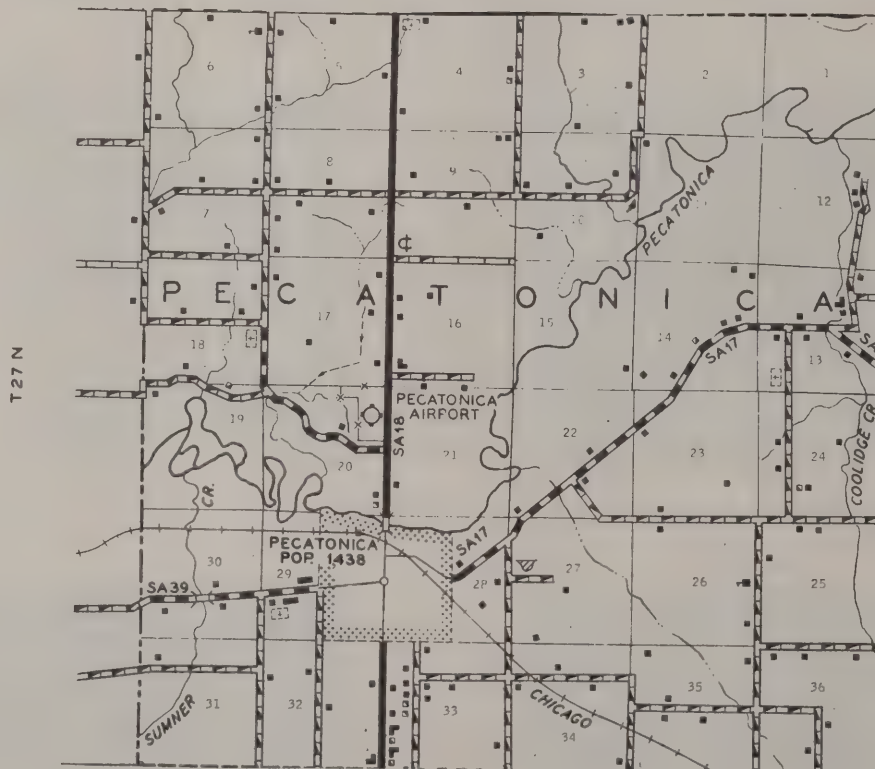 6 5 4 3 2 1
8 9
7 10 12
PECATONICA
T 27 N
P E C A T O N I C A
17 16 15 14
18 SA17 13
PECATONICA
AIRPORT
19 SA18 22
20 21 23 24
COOLIDGE CR.
CR.
PECATONICA
POP. 1438
SA17
30 29 28 27 26 25
SA39
31 32 33 34 35 36
SUMNER
CHICAGO